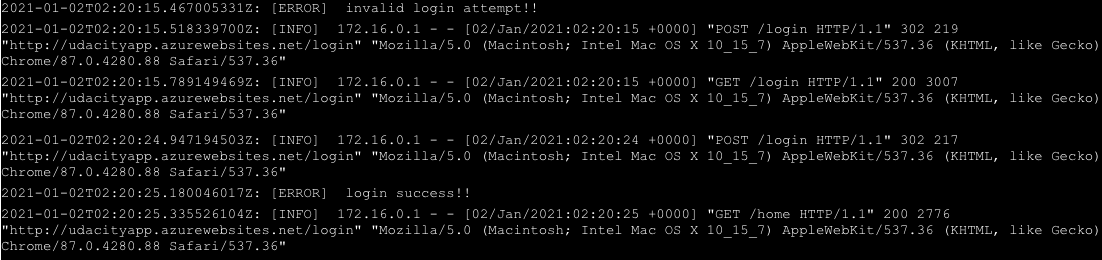 2021-01-02T02:20:15.467005331Z: [ERROR]  invalid login attempt!!
2021-01-02T02:20:15.518339700Z: [INFO]  172.16.0.1 - - [02/Jan/2021:02:20:15 +0000] "POST /login HTTP/1.1" 302 219
"http://udacityapp.azurewebsites.net/login" "Mozilla/5.0 (Macintosh; Intel Mac OS X 10_15_7) AppleWebKit/537.36 (KHTML, like Gecko)
Chrome/87.0.4280.88 Safari/537.36"
2021-01-02T02:20:15.789149469Z: [INFO]  172.16.0.1 - - [02/Jan/2021:02:20:15 +0000] "GET /login HTTP/1.1" 200 3007
"http://udacityapp.azurewebsites.net/login" "Mozilla/5.0 (Macintosh; Intel Mac OS X 10_15_7) AppleWebKit/537.36 (KHTML, like Gecko)
Chrome/87.0.4280.88 Safari/537.36"
2021-01-02T02:20:24.947194503Z: [INFO]  172.16.0.1 - - [02/Jan/2021:02:20:24 +0000] "POST /login HTTP/1.1" 302 217
"http://udacityapp.azurewebsites.net/login" "Mozilla/5.0 (Macintosh; Intel Mac OS X 10_15_7) AppleWebKit/537.36 (KHTML, like Gecko)
Chrome/87.0.4280.88 Safari/537.36"
2021-01-02T02:20:25.180046017Z: [ERROR]  login success!!
2021-01-02T02:20:25.335526104Z: [INFO]  172.16.0.1 - - [02/Jan/2021:02:20:25 +0000] "GET /home HTTP/1.1" 200 2776
"http://udacityapp.azurewebsites.net/login" "Mozilla/5.0 (Macintosh; Intel Mac OS X 10_15_7) AppleWebKit/537.36 (KHTML, like Gecko)
Chrome/87.0.4280.88 Safari/537.36"